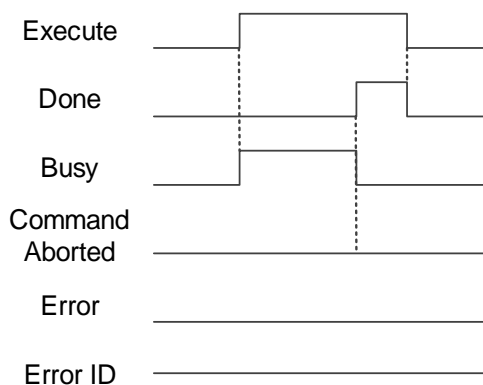 Execute
Done
Busy
Command
Aborted
Error
Error ID